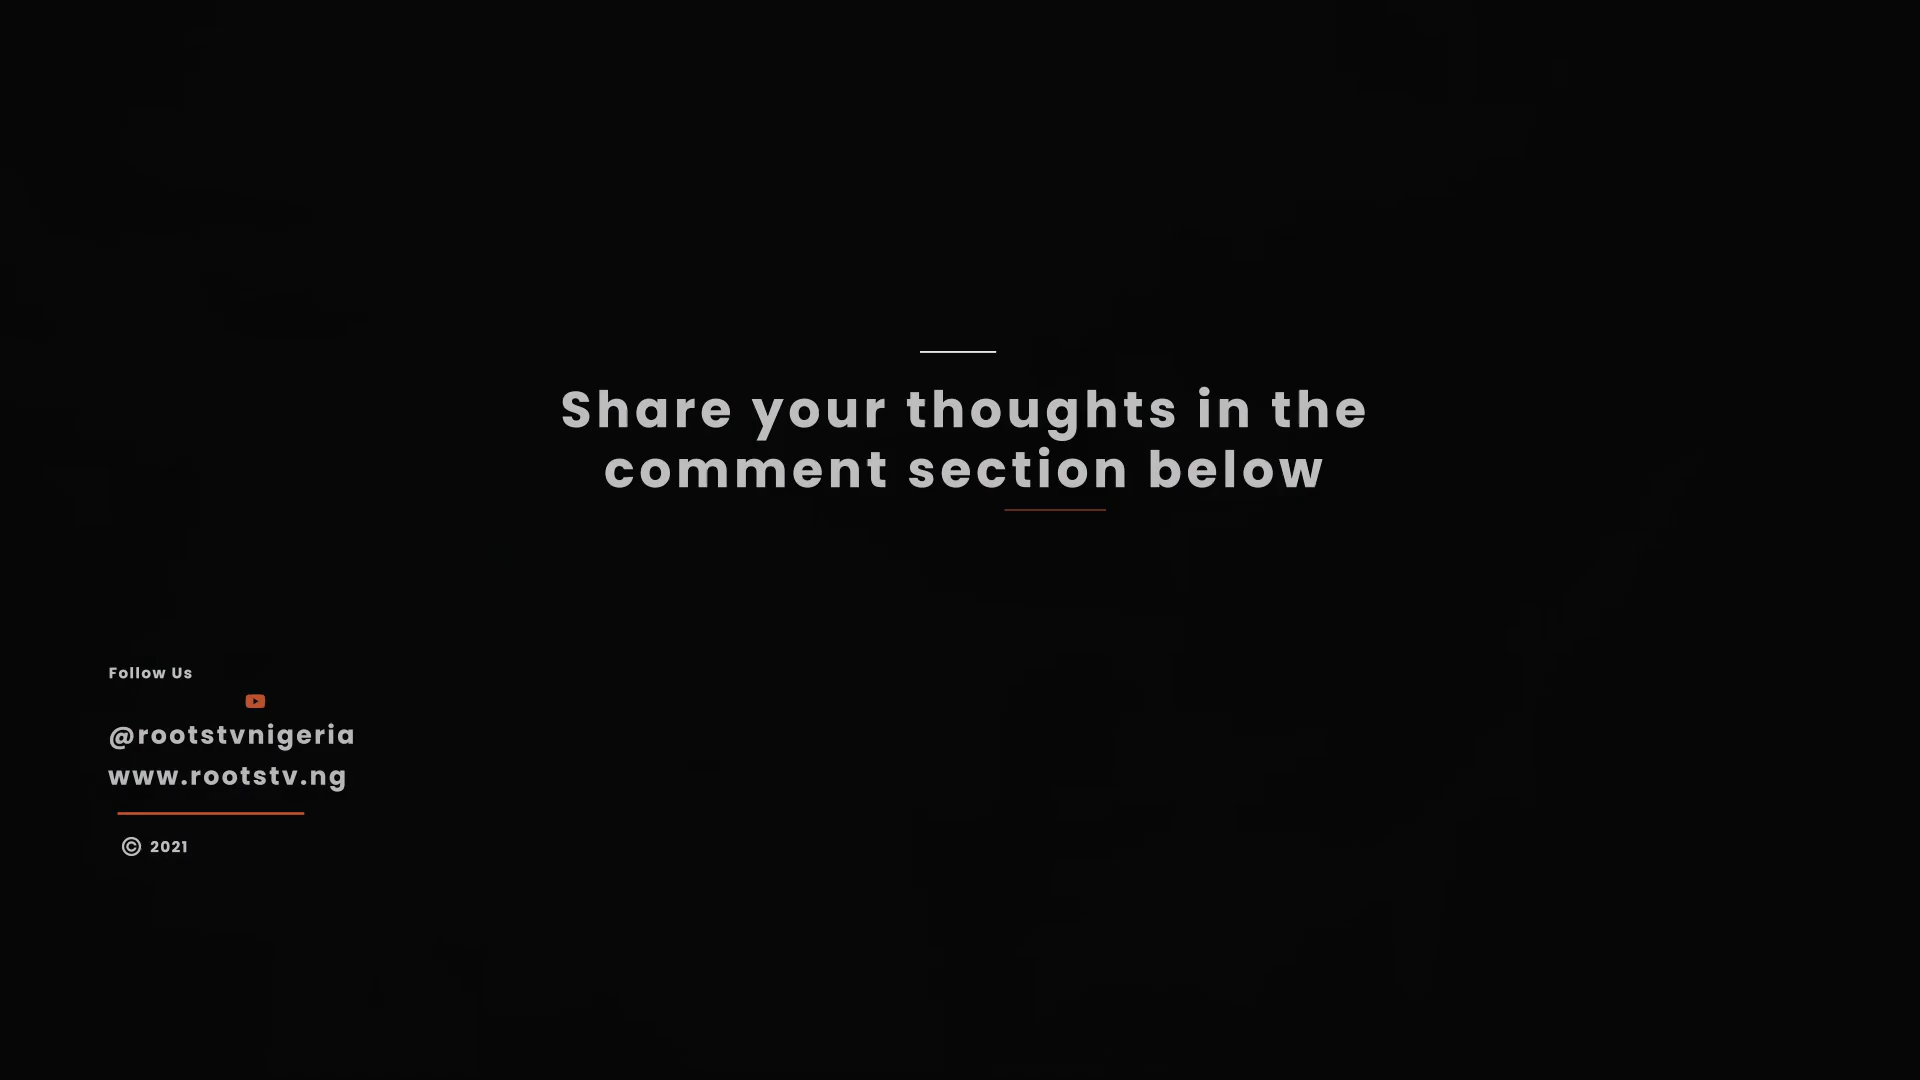 Share your thoughts in the
comment section below
Follow Us
@rootstvnigeria
www.rootstv.ng
© 2021